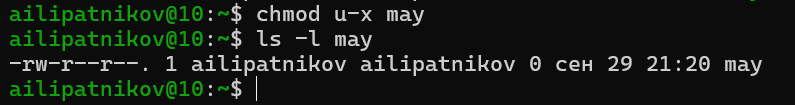 ailipatnikov@10:~$ chmod u-x may
ailipatnikov@10:~$ ls -l may
-rw-r--r--. 1 ailipatnikov ailipatnikov 0 сен 29 21:20 may
ailipatnikov@10:~$